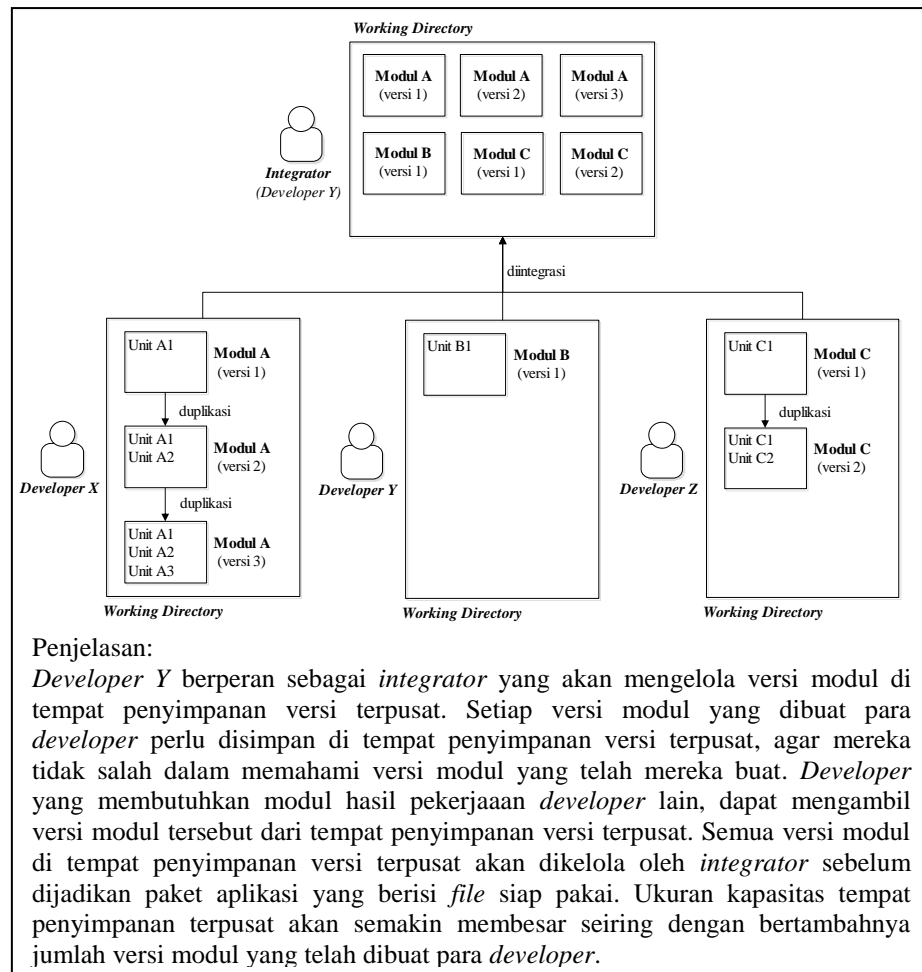 Working Directory
Modul A
(versi 1)
Modul A
(versi 2)
Modul A
(versi 3)
Modul B
(versi 1)
Modul C
(versi 1)
Modul C
(versi 2)
Integrator
(Developer Y)
diintegrasi
Unit A1
Modul A
(versi 1)
duplikasi
Unit A1
Unit A2
Modul A
(versi 2)
duplikasi
Unit A1
Unit A2
Unit A3
Modul A
(versi 3)
Developer X
Working Directory
Unit B1
Modul B
(versi 1)
Developer Y
Working Directory
Unit C1
Modul C
(versi 1)
duplikasi
Unit C1
Unit C2
Modul C
(versi 2)
Developer Z
Working Directory
Penjelasan:
Developer Y berperan sebagai integrator yang akan mengelola versi modul di
tempat penyimpanan versi terpusat. Setiap versi modul yang dibuat para
developer perlu disimpan di tempat penyimpanan versi terpusat, agar mereka
tidak salah dalam memahami versi modul yang telah mereka buat. Developer
yang membutuhkan modul hasil pekerjaaan developer lain, dapat mengambil
versi modul tersebut dari tempat penyimpanan versi terpusat. Semua versi modul
di tempat penyimpanan versi terpusat akan dikelola oleh integrator sebelum
dijadikan paket aplikasi yang berisi file siap pakai. Ukuran kapasitas tempat
penyimpanan terpusat akan semakin membesar seiring dengan bertambahnya
jumlah versi modul yang telah dibuat para developer.